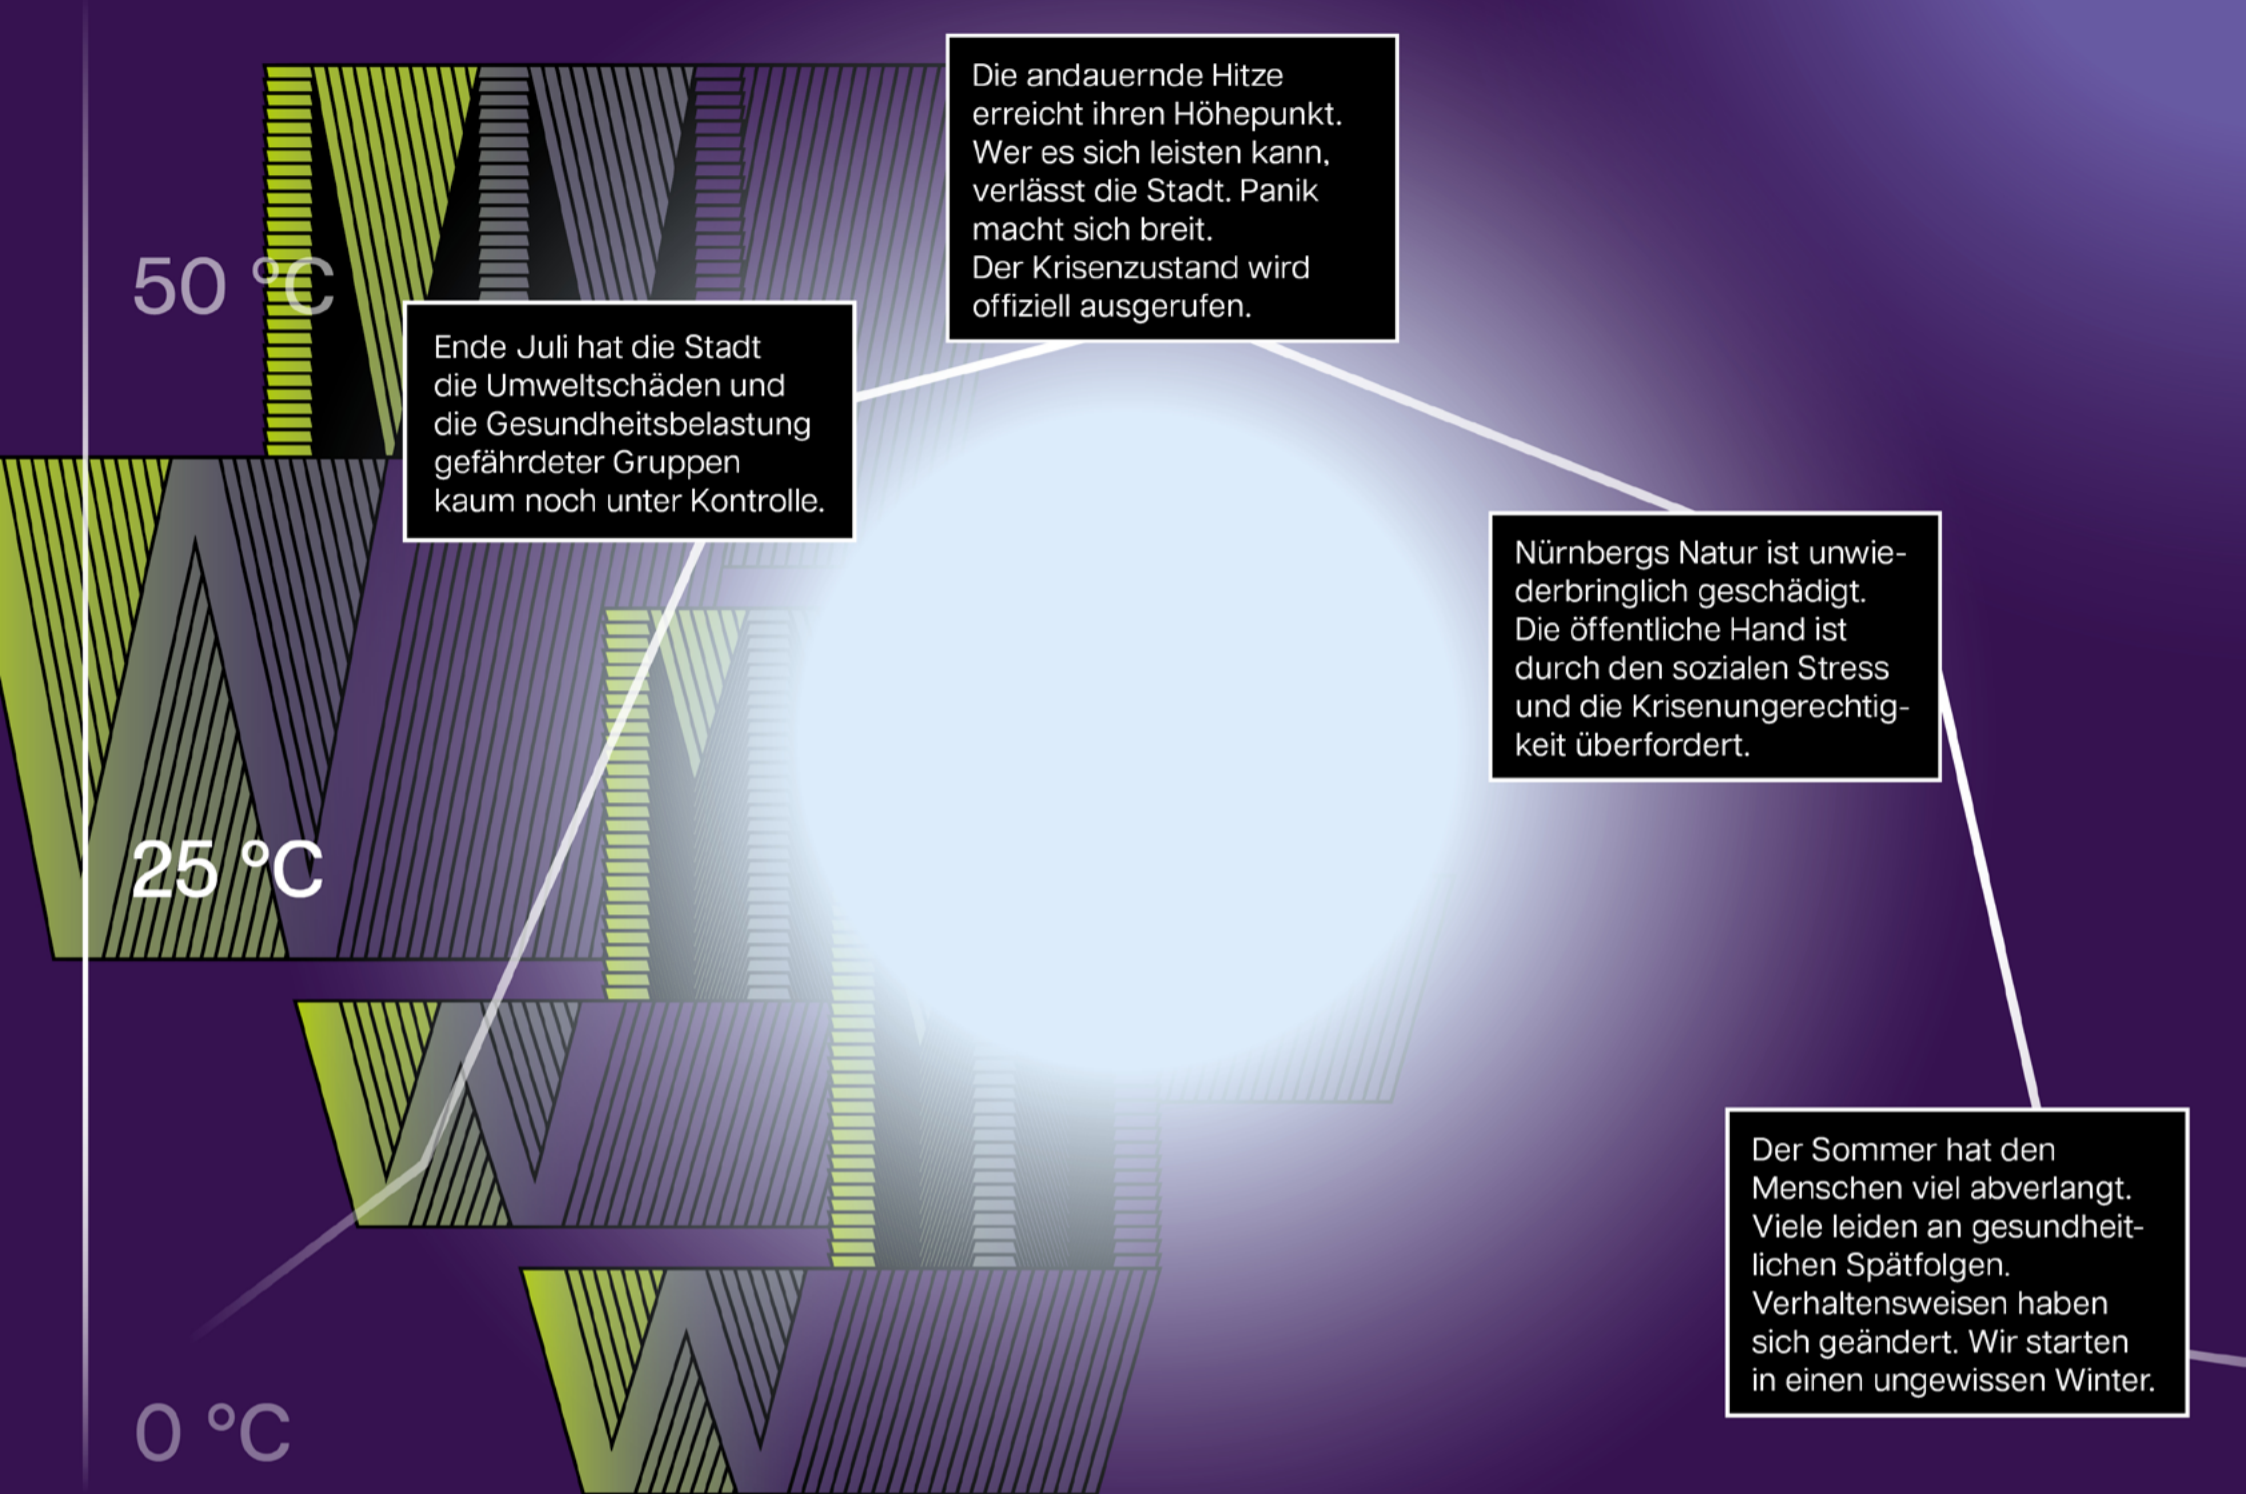 Die andauernde Hitze
erreicht ihren Höhepunkt.
Wer es sich leisten kann,
verlässt die Stadt. Panik
macht sich breit.
Der Krisenzustand wird
offiziell ausgerufen.
50 °C
Ende Juli hat die Stadt
die Umweltschäden und
die Gesundheitsbelastung
gefährdeter Gruppen
kaum noch unter Kontrolle.
Nürnbergs Natur ist unwie-
derbringlich geschädigt.
Die öffentliche Hand ist
durch den sozialen Stress
und die Krisenungerechtig-
keit überfordert.
25 °C
Der Sommer hat den
Menschen viel abverlangt.
Viele leiden an gesundheit-
lichen Spätfolgen.
Verhaltensweisen haben
sich geändert. Wir starten
in einen ungewissen Winter.
0 °C